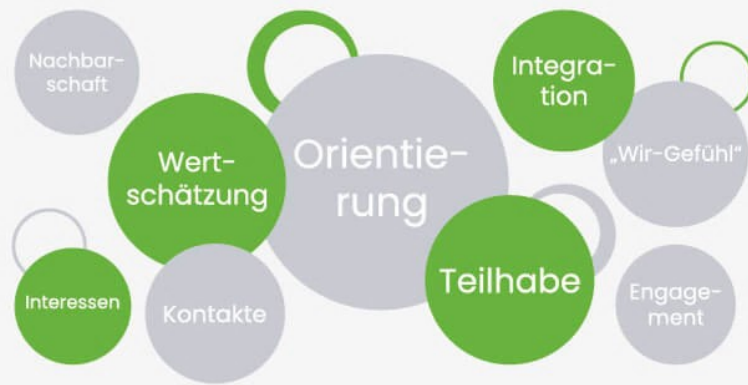 Nachbar-
schaft
Wert-
schätzung
Orientie-
rung
Integra-
tion
„Wir-Gefühl“
Interessen
Kontakte
Teilhabe
Engage-
ment